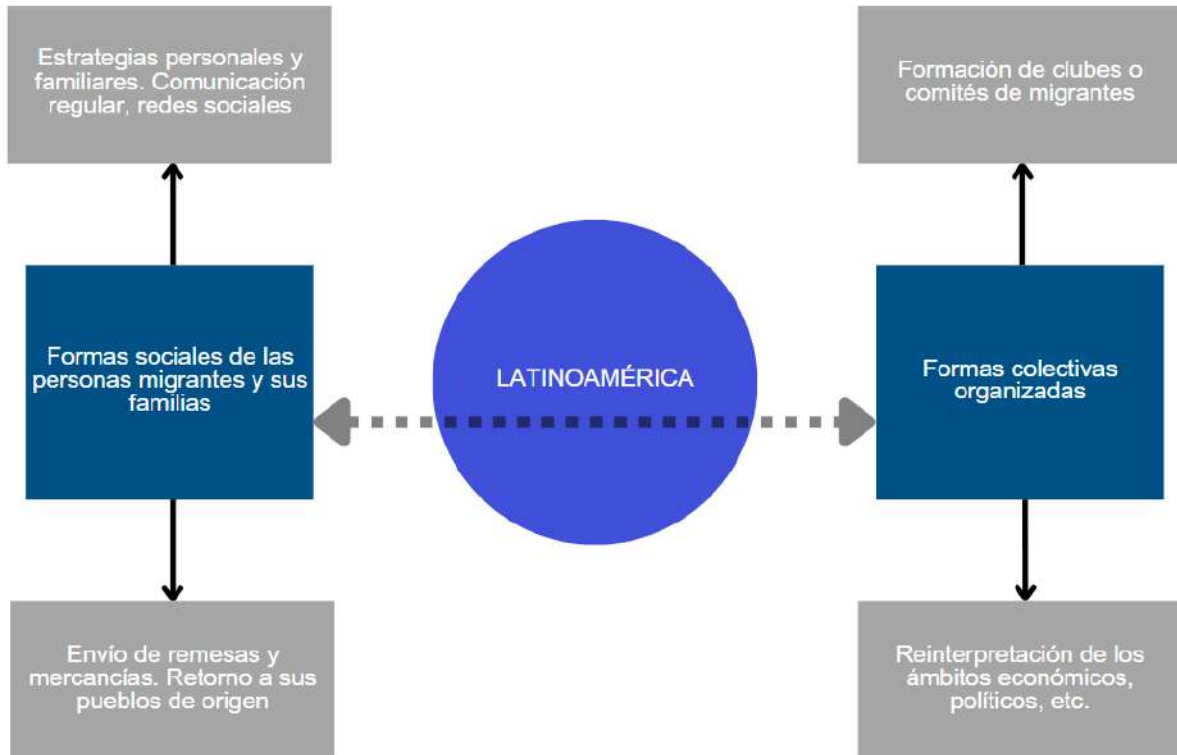 Estrategias personales y
familiares. Comunicación
regular, redes sociales
Formación de clubes o
comités de migrantes
Formas sociales de las
personas migrantes y sus
familias
LATINOAMÉRICA
Formas colectivas
organizadas
Envío de remesas y
mercancías. Retorno a sus
pueblos de origen
Reinterpretación de los
ámbitos económicos,
políticos, etc.